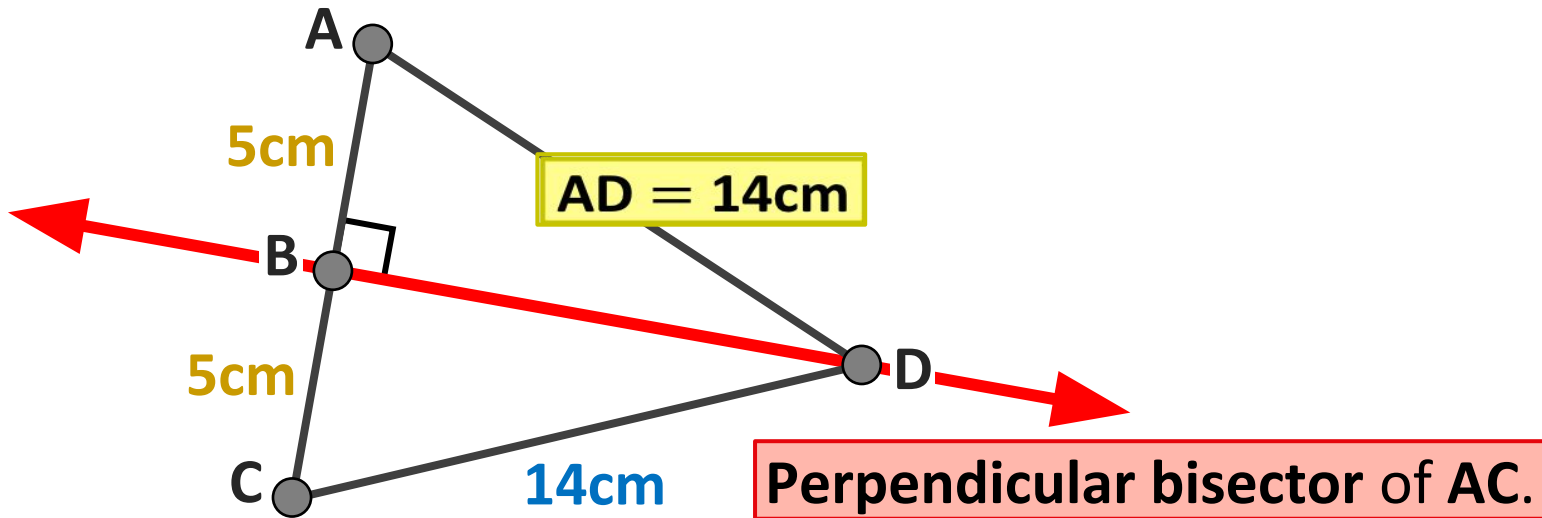 A
5cm
AD = 14cm
B
5cm
D
C
14cm
Perpendicular bisector of AC.